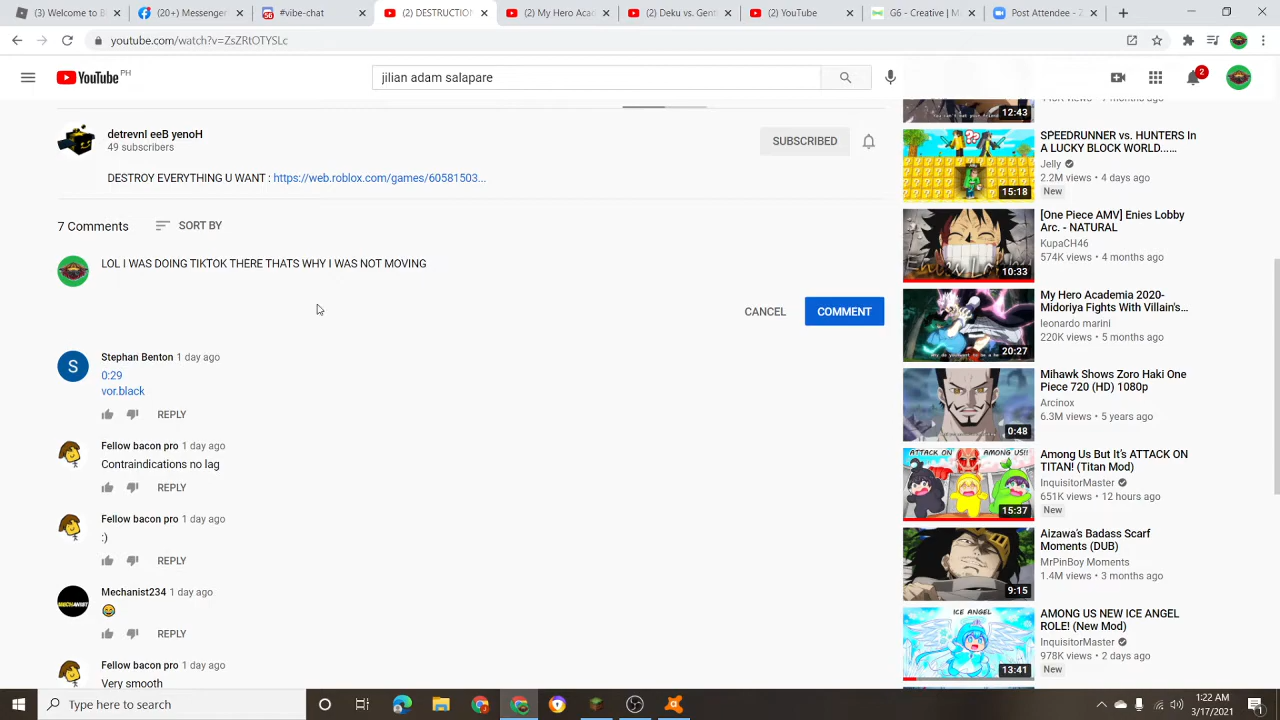 (2) Welcome to B
(20+) Messenger
#vibe-chat
(2) DESTRUCTION
(2) My Hero Aca
(2) Deku vs. Gent
(2) YouTube
G6 - Creative | M
Post Attendee - Z
youtube.com/watch?v=ZsZRtOTYSLc
YouTube PH
jilian adam salapare
2
detrevnI eeB yenoH
49 subscribers
SUBSCRIBED
DESTROY EVERYTHING U WANT : https://web.roblox.com/games/60581503...
7 Comments
SORT BY
LOL I WAS DOING TIKTOK THERE THATS WHY I WAS NOT MOVING
CANCEL
COMMENT
S
Stephan Benton 1 day ago
0:29
vor.black
REPLY
Fellow bacon pro 1 day ago
Contraindications no lag
REPLY
Fellow bacon pro 1 day ago
:)
REPLY
Mechanist234 1 day ago
REPLY
Fellow bacon pro 1 day ago
Very smooth
12:43
SPEEDRUNNER vs. HUNTERS In
A LUCKY BLOCK WORLD.....
Jelly
2.2M views • 4 days ago
New
15:18
[One Piece AMV] Enies Lobby
Arc. - NATURAL
KupaCH46
574K views • 4 months ago
10:33
My Hero Academia 2020-
Midoriya Fights With Villain's...
leonardo marini
220K views • 5 months ago
20:27
Mihawk Shows Zoro Haki One
Piece 720 (HD) 1080p
Arcinox
6.3M views • 5 years ago
0:48
ATTACK ON AMONG US!!
Among Us But It's ATTACK ON
TITAN! (Titan Mod)
InquisitorMaster
651K views • 12 hours ago
New
15:37
Aizawa's Badass Scarf
Moments (DUB)
MrPinBoy Moments
1.4M views • 3 months ago
9:15
ICE ANGEL
AMONG US NEW ICE ANGEL
ROLE! (New Mod)
InquisitorMaster
978K views • 2 days ago
New
13:41
Type here to search
1:22 AM
3/17/2021